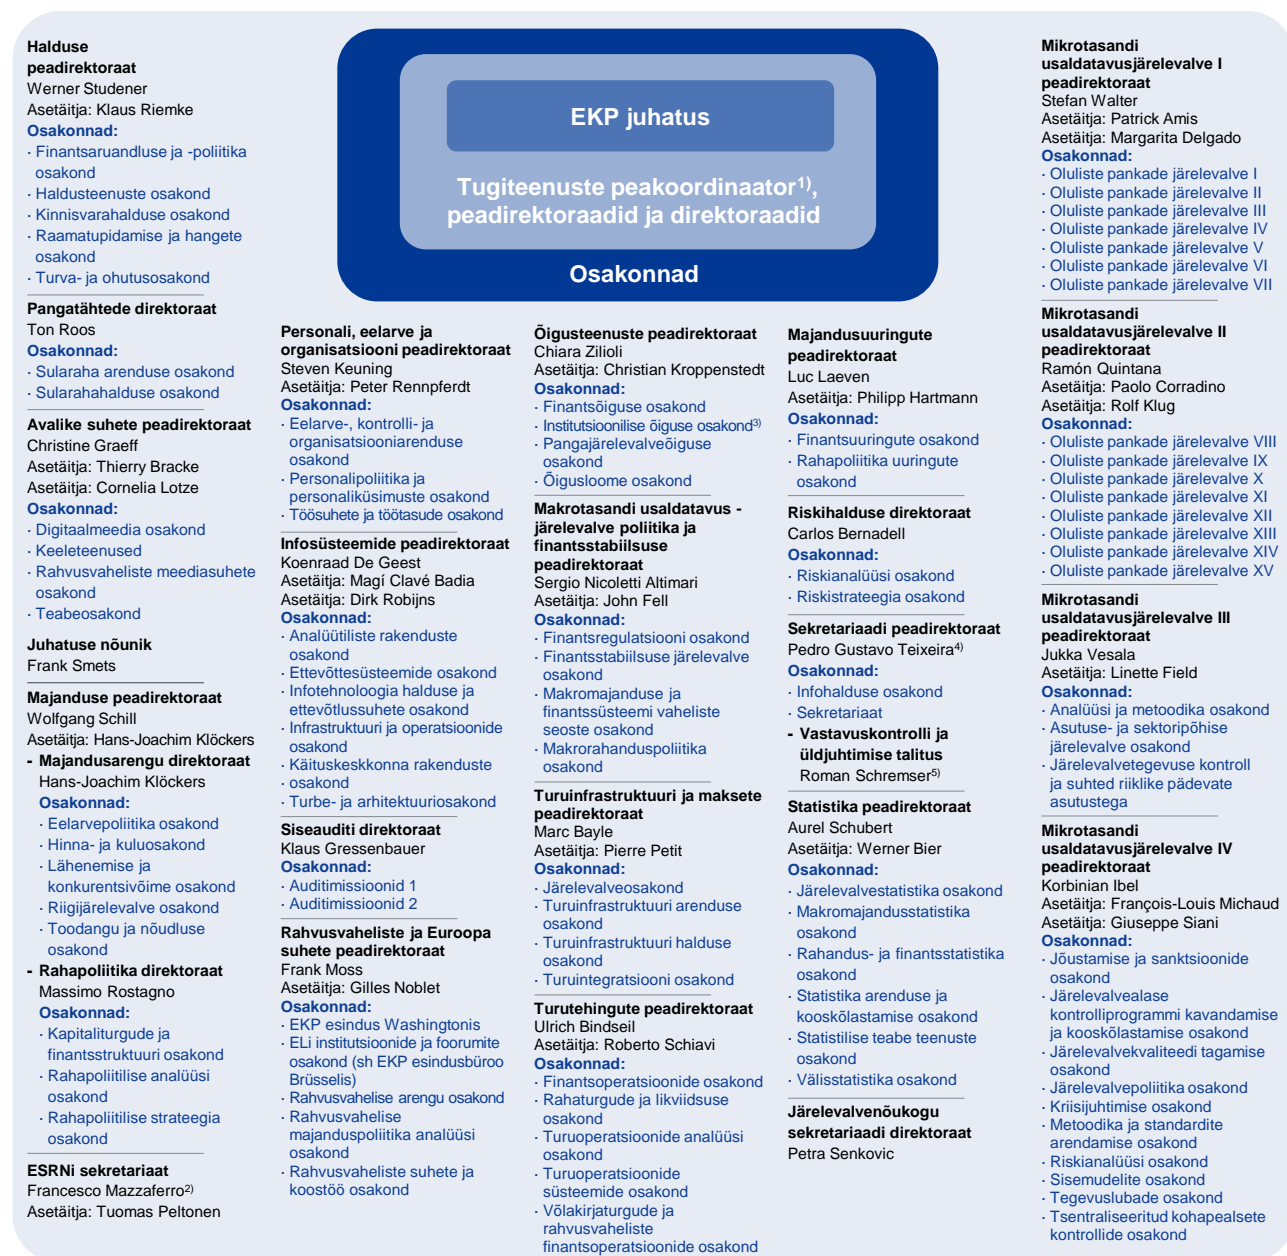 Halduse
peadirektoraat
Werner Studener
Asetäitja: Klaus Riemke
Osakonnad:
· Finantsaruandluse ja -poliitika
osakond
· Haldusteenuste osakond
· Kinnisvarahalduse osakond
· Raamatupidamise ja hangete
osakond
· Turva- ja ohutusosakond
Pangatähtede direktoraat
Ton Roos
Osakonnad:
· Sularaha arenduse osakond
· Sularahahalduse osakond
Avalike suhete peadirektoraat
Christine Graeff
Asetäitja: Thierry Bracke
Asetäitja: Cornelia Lotze
Osakonnad:
· Digitaalmeedia osakond
· Keeleteenused
· Rahvusvaheliste meediasuhete
osakond
· Teabeosakond
Juhatuse nõunik
Frank Smets
Majanduse peadirektoraat
Wolfgang Schill
Asetäitja: Hans-Joachim Klöckers
- Majandusarengu direktoraat
Hans-Joachim Klöckers
Osakonnad:
· Eelarvepoliitika osakond
· Hinna- ja kuluosakond
· Lähenemise ja
konkurentsivõime osakond
· Riigijärelevalve osakond
· Toodangu ja nõudluse
osakond
- Rahapoliitika direktoraat
Massimo Rostagno
Osakonnad:
· Kapitaliturgude ja
finantsstruktuuri osakond
· Rahapoliitilise analüüsi
osakond
· Rahapoliitilise strateegia
osakond
ESRNi sekretariaat
Francesco Mazzaferro2)
Asetäitja: Tuomas Peltonen
EKP juhatus
Tugiteenuste peakoordinaator1),
peadirektoraadid ja direktoraadid
Osakonnad
Personali, eelarve ja
organisatsiooni peadirektoraat
Steven Keuning
Asetäitja: Peter Rennpferdt
Osakonnad:
· Eelarve-, kontrolli- ja
organisatsiooniarenduse
osakond
· Personalipoliitika ja
personaliküsimuste osakond
· Töösuhete ja töötasude osakond
Infosüsteemide peadirektoraat
Koenraad De Geest
Asetäitja: Magí Clavé Badia
Asetäitja: Dirk Robijns
Osakonnad:
· Analüütiliste rakenduste
osakond
· Ettevõttesüsteemide osakond
· Infotehnoloogia halduse ja
ettevõtlussuhete osakond
· Infrastruktuuri ja operatsioonide
osakond
· Käituskeskkonna rakenduste
· osakond
· Turbe- ja arhitektuuriosakond
Siseauditi direktoraat
Klaus Gressenbauer
Osakonnad:
· Auditimissioonid 1
· Auditimissioonid 2
Rahvusvaheliste ja Euroopa
suhete peadirektoraat
Frank Moss
Asetäitja: Gilles Noblet
Osakonnad:
· EKP esindus Washingtonis
· ELi institutsioonide ja foorumite
osakond (sh EKP esindusbüroo
Brüsselis)
· Rahvusvahelise arengu osakond
· Rahvusvahelise
majanduspoliitika analüüsi
osakond
· Rahvusvaheliste suhete ja
koostöö osakond
Õigusteenuste peadirektoraat
Chiara Zilioli
Asetäitja: Christian Kroppenstedt
Osakonnad:
· Finantsõiguse osakond
· Institutsioonilise õiguse osakond3)
· Pangajärelevalveõiguse
osakond
· Õigusloome osakond
Makrotasandi usaldatavus -
järelevalve poliitika ja
finantsstabiilsuse
peadirektoraat
Sergio Nicoletti Altimari
Asetäitja: John Fell
Osakonnad:
· Finantsregulatsiooni osakond
· Finantsstabiilsuse järelevalve
osakond
· Makromajanduse ja
finantssüsteemi vaheliste
seoste osakond
· Makrorahanduspoliitika
osakond
Turuinfrastruktuuri ja maksete
peadirektoraat
Marc Bayle
Asetäitja: Pierre Petit
Osakonnad:
· Järelevalveosakond
· Turuinfrastruktuuri arenduse
osakond
· Turuinfrastruktuuri halduse
osakond
· Turuintegratsiooni osakond
Turutehingute peadirektoraat
Ulrich Bindseil
Asetäitja: Roberto Schiavi
Osakonnad:
· Finantsoperatsioonide osakond
· Rahaturgude ja likviidsuse
osakond
· Turuoperatsioonide analüüsi
osakond
· Turuoperatsioonide
süsteemide osakond
· Võlakirjaturgude ja
rahvusvaheliste
finantsoperatsioonide osakond
Majandusuuringute
peadirektoraat
Luc Laeven
Asetäitja: Philipp Hartmann
Osakonnad:
· Finantsuuringute osakond
· Rahapoliitika uuringute
osakond
Riskihalduse direktoraat
Carlos Bernadell
Osakonnad:
· Riskianalüüsi osakond
· Riskistrateegia osakond
Sekretariaadi peadirektoraat
Pedro Gustavo Teixeira4)
Osakonnad:
· Infohalduse osakond
· Sekretariaat
- Vastavuskontrolli ja
üldjuhtimise talitus
Roman Schremser5)
Statistika peadirektoraat
Aurel Schubert
Asetäitja: Werner Bier
Osakonnad:
· Järelevalvestatistika osakond
· Makromajandusstatistika
osakond
· Rahandus- ja finantsstatistika
osakond
· Statistika arenduse ja
kooskõlastamise osakond
· Statistilise teabe teenuste
osakond
· Välisstatistika osakond
Järelevalvenõukogu
sekretariaadi direktoraat
Petra Senkovic
Mikrotasandi
usaldatavusjärelevalve I
peadirektoraat
Stefan Walter
Asetäitja: Patrick Amis
Asetäitja: Margarita Delgado
Osakonnad:
· Oluliste pankade järelevalve I
· Oluliste pankade järelevalve II
· Oluliste pankade järelevalve III
· Oluliste pankade järelevalve IV
· Oluliste pankade järelevalve V
· Oluliste pankade järelevalve VI
· Oluliste pankade järelevalve VII
Mikrotasandi
usaldatavusjärelevalve II
peadirektoraat
Ramón Quintana
Asetäitja: Paolo Corradino
Asetäitja: Rolf Klug
Osakonnad:
· Oluliste pankade järelevalve VIII
· Oluliste pankade järelevalve IX
· Oluliste pankade järelevalve X
· Oluliste pankade järelevalve XI
· Oluliste pankade järelevalve XII
· Oluliste pankade järelevalve XIII
· Oluliste pankade järelevalve XIV
· Oluliste pankade järelevalve XV
Mikrotasandi
usaldatavusjärelevalve III
peadirektoraat
Jukka Vesala
Asetäitja: Linette Field
Osakonnad:
· Analüüsi ja metoodika osakond
· Asutuse- ja sektoripõhise
järelevalve osakond
· Järelevalvetegevuse kontroll
ja suhted riiklike pädevate
asutustega
Mikrotasandi
usaldatavusjärelevalve IV
peadirektoraat
Korbinian Ibel
Asetäitja: François-Louis Michaud
Asetäitja: Giuseppe Siani
Osakonnad:
· Jõustamise ja sanktsioonide
osakond
· Järelevalvealase
kontrolliprogrammi kavandamise
ja kooskõlastamise osakond
· Järelevalvekvaliteedi tagamise
osakond
· Järelevalvepoliitika osakond
· Kriisijuhtimise osakond
· Metoodika ja standardite
arendamise osakond
· Riskianalüüsi osakond
· Sisemudelite osakond
· Tegevuslubade osakond
· Tsentraliseeritud kohapealsete
kontrollide osakond